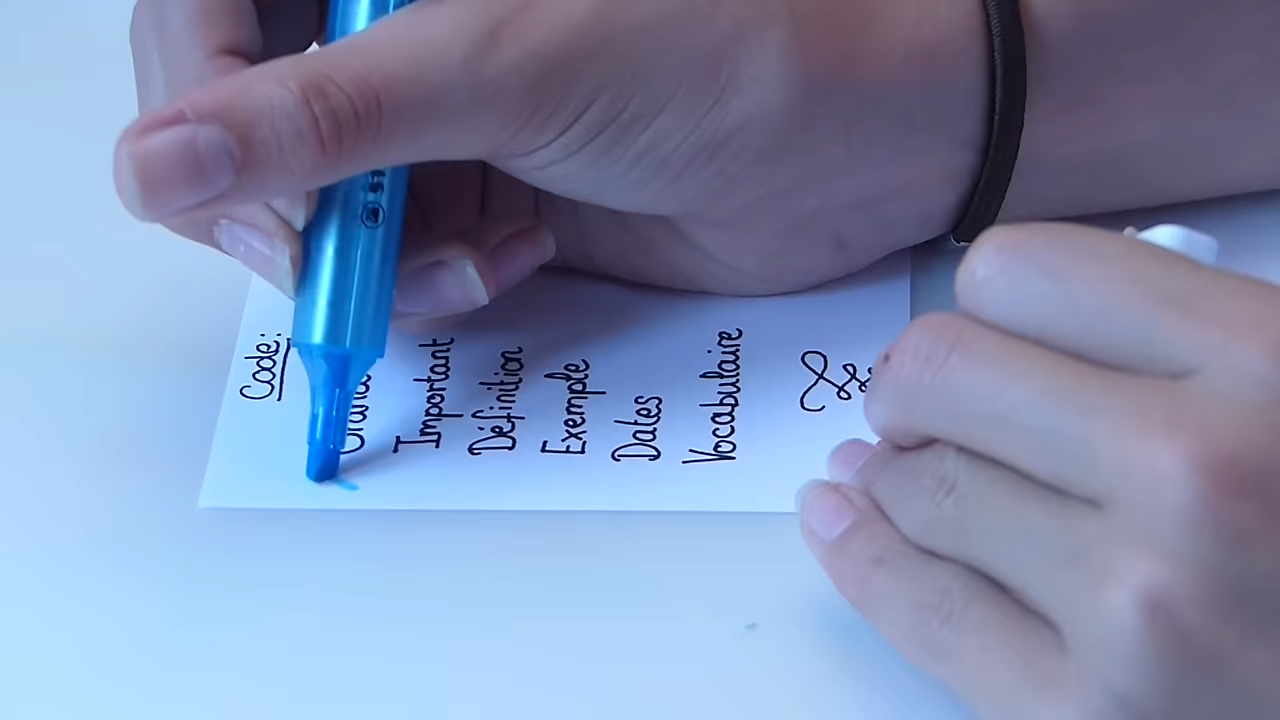 Code:
Important
Définition
Exemple
Dates
Vocabulaire